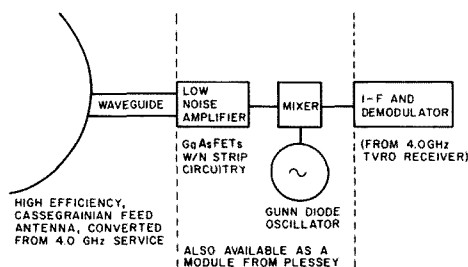 WAVEGUIDE
LOW
NOISE
AMPLIFIER
MIXER
I-F AND
DEMODULATOR
GaAsFETs
W/N STRIP
CIRCUITRY
(FROM 4.0GHz
TVRO RECEIVER)
GUNN DIODE
OSCILLATOR
HIGH EFFICIENCY,
CASSEGRAINIAN FEED
ANTENNA, CONVERTED
FROM 4.0 GHz SERVICE
ALSO AVAILABLE AS A
MODULE FROM PLESSEY